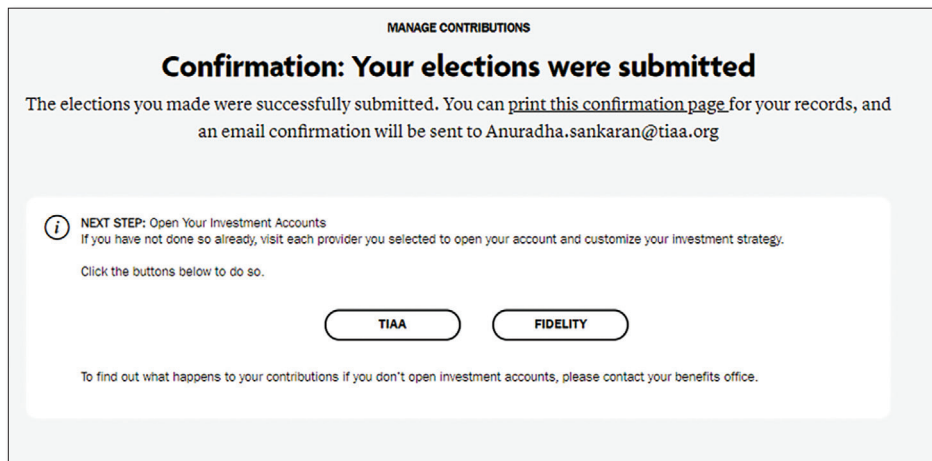 MANAGE CONTRIBUTIONS
Confirmation: Your elections were submitted
The elections you made were successfully submitted. You can print this confirmation page for your records, and
an email confirmation will be sent to Anuradha.sankaran@tiaa.org
NEXT STEP: Open Your Investment Accounts
If you have not done so already, visit each provider you selected to open your account and customize your investment strategy.
Click the buttons below to do so.
TIAA FIDELITY
To find out what happens to your contributions if you don't open investment accounts, please contact your benefits office.